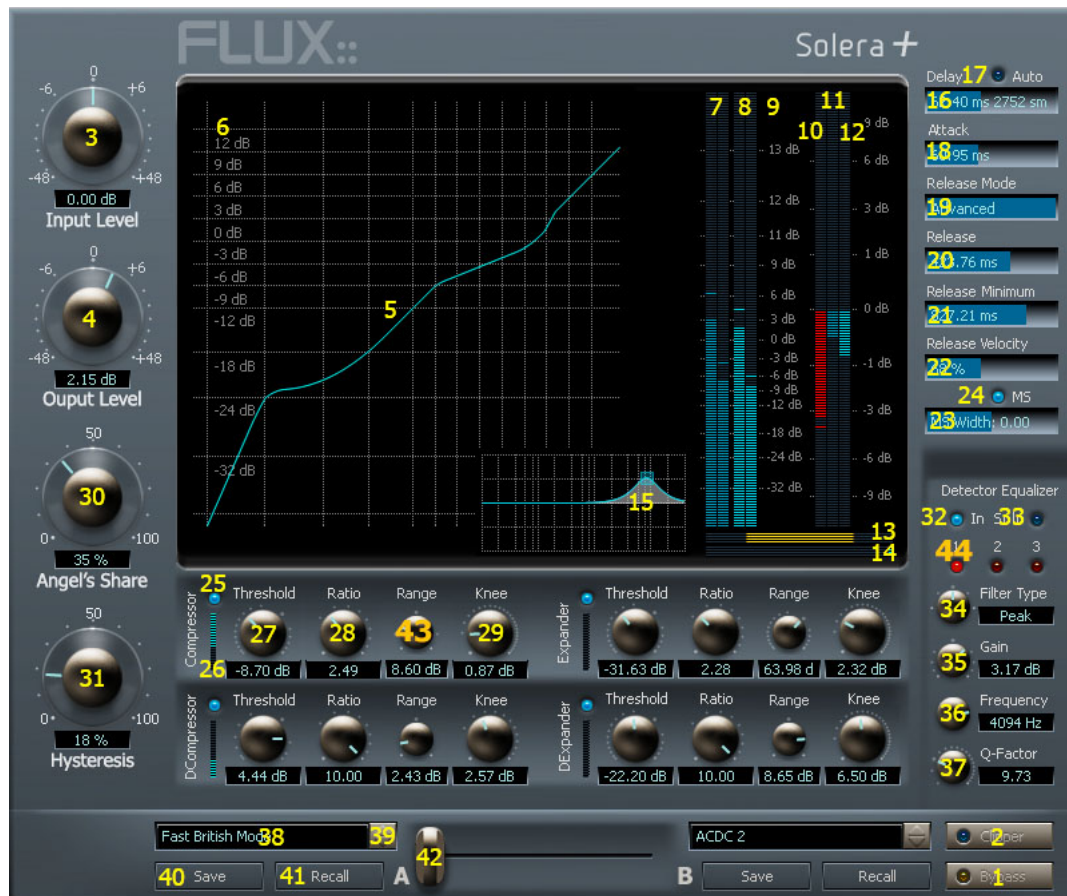 FLUX::
Solera +
0
-6 +6
3
-48 +48
0.00 dB
Input Level
0
-6 +6
4
-48 +48
2.15 dB
Ouput Level
50
30
0 100
35 %
Angel's Share
50
31
0 100
18 %
Hysteresis
6
12 dB
9 dB
6 dB
3 dB
0 dB
-3 dB
-6 dB
-9 dB
-12 dB
-18 dB
-24 dB
-32 dB
5
15
7 8 9
13 dB
12 dB
11 dB
9 dB
6 dB
3 dB
0 dB
-3 dB
-6 dB
-9 dB
-12 dB
-18 dB
-24 dB
-32 dB
10 11 12
9 dB
6 dB
3 dB
1 dB
0 dB
-1 dB
-3 dB
-6 dB
-9 dB
13
14
Delay 17 Auto
16 40 ms 2752 sm
Attack
18 95 ms
Release Mode
19 vanced
Release
20 .76 ms
Release Minimum
21 27.21 ms
Release Velocity
22 %
24 MS
23 Width: 0.00
Detector Equalizer
32 In 33
44 2 3
34 Filter Type
Peak
35 Gain
3.17 dB
36 Frequency
4094 Hz
37 Q-Factor
9.73
25
Compressor
26
Threshold Ratio Range Knee
27 28 43 29
-8.70 dB 2.49 8.60 dB 0.87 dB
Expander
Threshold Ratio Range Knee
-31.63 dB 2.28 63.98 d 2.32 dB
DCompressor
Threshold Ratio Range Knee
4.44 dB 10.00 2.43 dB 2.57 dB
DExpander
Threshold Ratio Range Knee
-22.20 dB 10.00 8.65 dB 6.50 dB
Fast British Mode 38 39
40 Save 41 Recall
A 42
B
ACDC 2
Save Recall
2 Clipper
1 Bypass